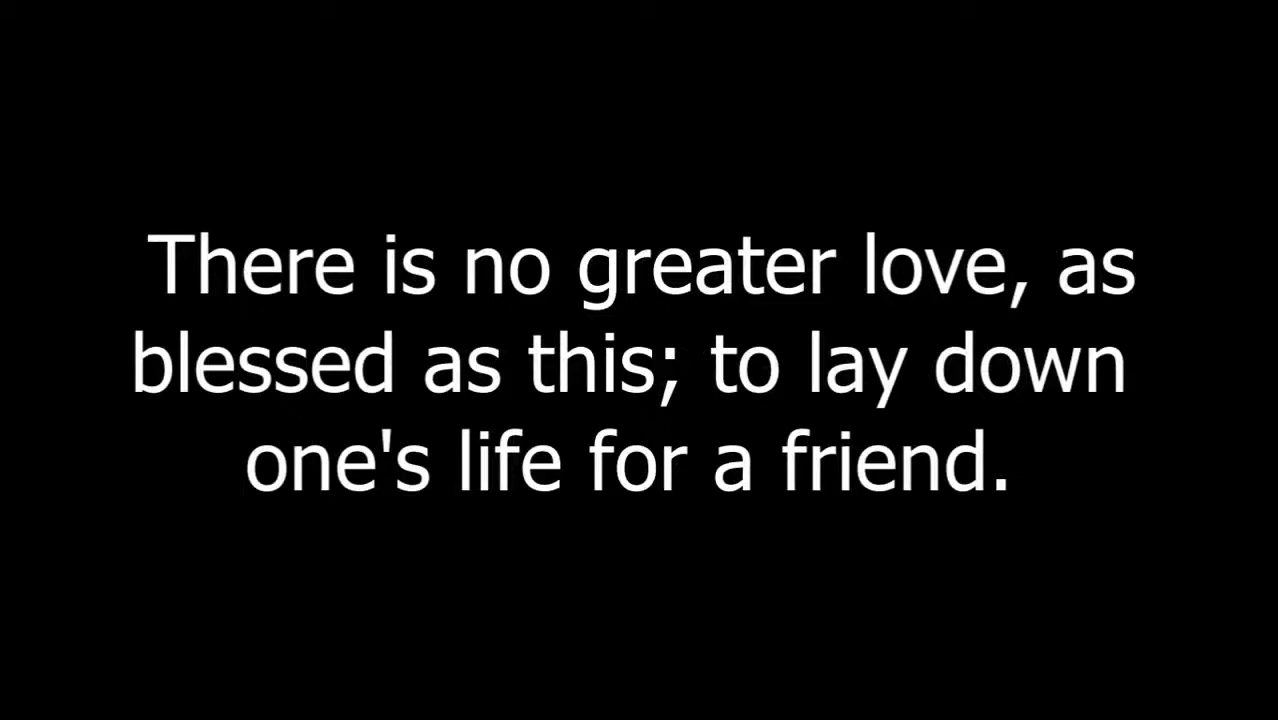 There is no greater love, as
blessed as this; to lay down
one's life for a friend.